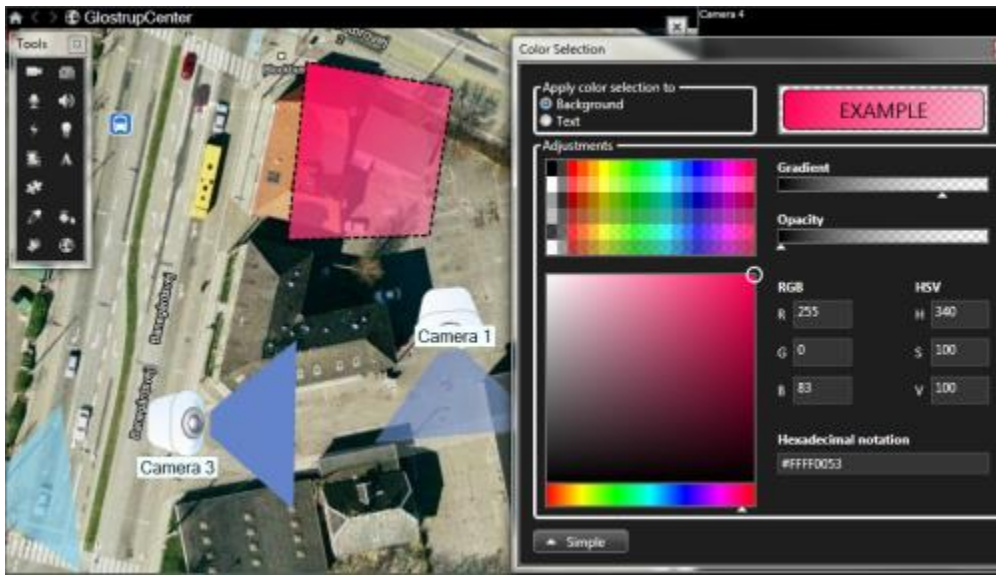 GlostrupCenter
Camera 4
Tools
A
Color Selection
Apply color selection to
Background
Text
EXAMPLE
Adjustments
Gradient
Opacity
RGB
HSV
R 255
H 340
G 0
S 100
B 83
V 100
Hexadecimal notation
#FFFF0053
Simple
Camera 1
Camera 3